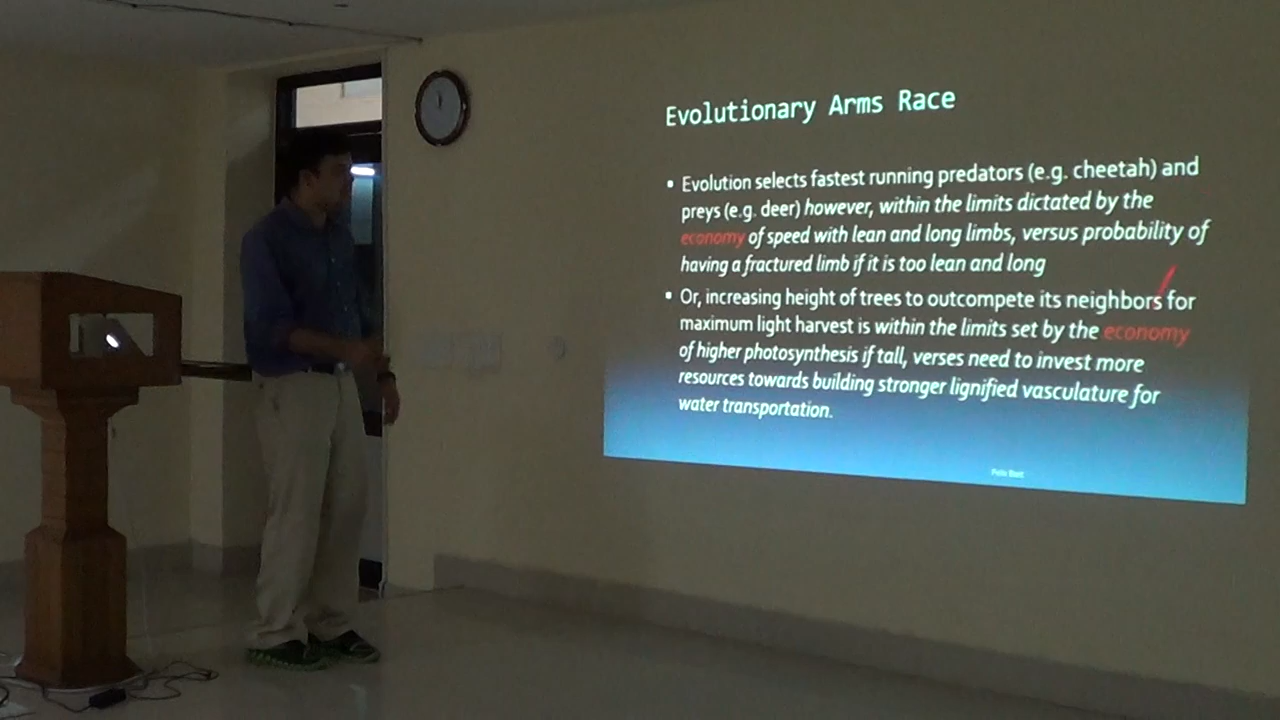 Evolutionary Arms Race
▪ Evolution selects fastest running predators (e.g. cheetah) and
preys (e.g. deer) however, within the limits dictated by the
economy of speed with lean and long limbs, versus probability of
having a fractured limb if it is too lean and long
▪ Or, increasing height of trees to outcompete its neighbors for
maximum light harvest is within the limits set by the economy
of higher photosynthesis if tall, verses need to invest more
resources towards building stronger lignified vasculature for
water transportation.